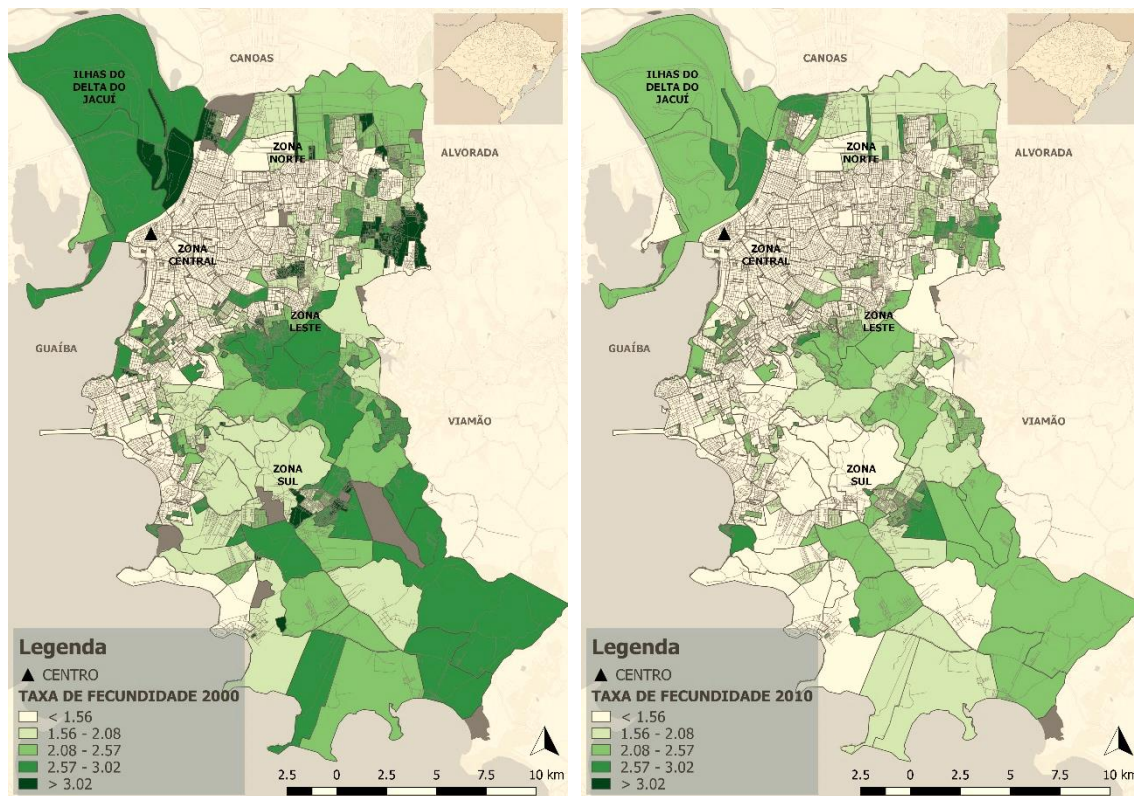 CANOAS
ILHAS DO
DELTA DO
JACUÍ
ZONA
NORTE
ALVORADA
ZONA
CENTRAL
ZONA
LESTE
GUAÍBA
VIAMÃO
ZONA
SUL
Legenda
CENTRO
TAXA DE FECUNDIDADE 2000
< 1.56
1.56 - 2.08
2.08 - 2.57
2.57 - 3.02
> 3.02
2.5 0 2.5 5 7.5 10 km
CANOAS
ILHAS DO
DELTA DO
JACUÍ
ZONA
NORTE
ALVORADA
ZONA
CENTRAL
ZONA
LESTE
GUAÍBA
VIAMÃO
ZONA
SUL
Legenda
CENTRO
TAXA DE FECUNDIDADE 2010
< 1.56
1.56 - 2.08
2.08 - 2.57
2.57 - 3.02
> 3.02
2.5 0 2.5 5 7.5 10 km